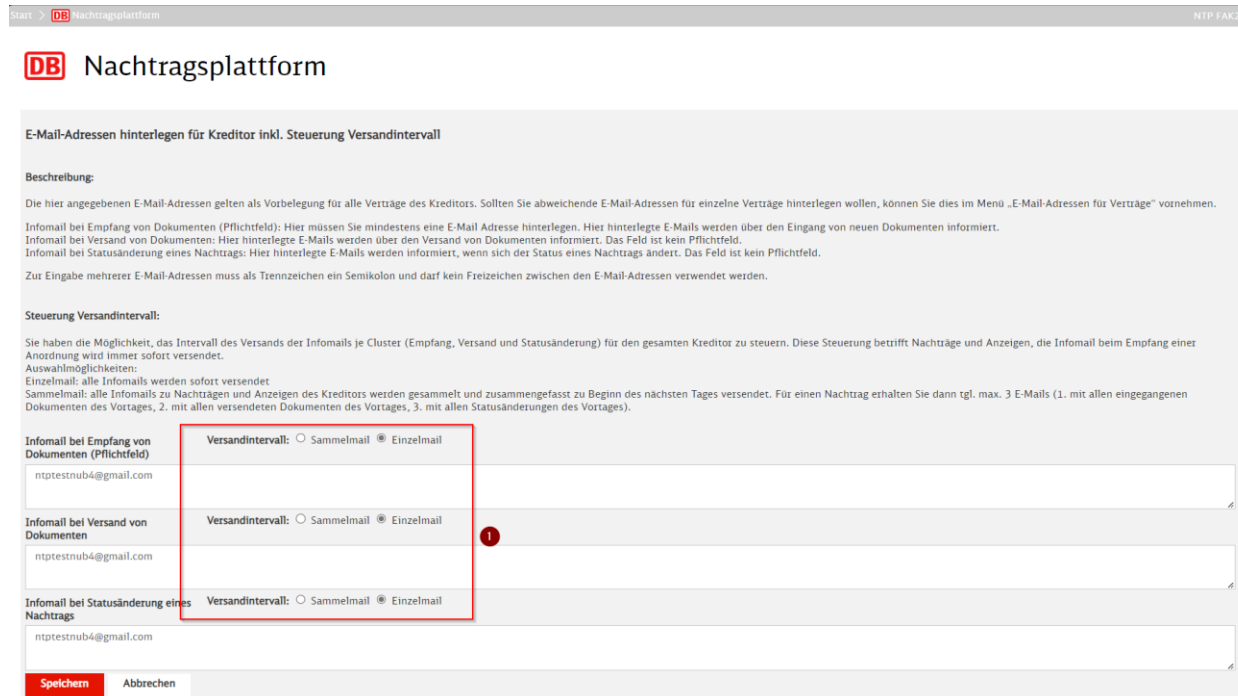 Start > DB Nachtragsplattform NTP FAKZ
DB Nachtragsplattform
E-Mail-Adressen hinterlegen für Kreditor inkl. Steuerung Versandintervall
Beschreibung:
Die hier angegebenen E-Mail-Adressen gelten als Vorbelegung für alle Verträge des Kreditors. Sollten Sie abweichende E-Mail-Adressen für einzelne Verträge hinterlegen wollen, können Sie dies im Menü „E-Mail-Adressen für Verträge" vornehmen.
Infomail bei Empfang von Dokumenten (Pflichtfeld): Hier müssen Sie mindestens eine E-Mail Adresse hinterlegen. Hier hinterlegte E-Mails werden über den Eingang von neuen Dokumenten informiert.
Infomail bei Versand von Dokumenten: Hier hinterlegte E-Mails werden über den Versand von Dokumenten informiert. Das Feld ist kein Pflichtfeld.
Infomail bei Statusänderung eines Nachtrags: Hier hinterlegte E-Mails werden informiert, wenn sich der Status eines Nachtrags ändert. Das Feld ist kein Pflichtfeld.
Zur Eingabe mehrerer E-Mail-Adressen muss als Trennzeichen ein Semikolon und darf kein Freizeichen zwischen den E-Mail-Adressen verwendet werden.
Steuerung Versandintervall:
Sie haben die Möglichkeit, das Intervall des Versands der Infomails je Cluster (Empfang, Versand und Statusänderung) für den gesamten Kreditor zu steuern. Diese Steuerung betrifft Nachträge und Anzeigen, die Infomail beim Empfang einer
Anordnung wird immer sofort versendet.
Auswahlmöglichkeiten:
Einzelmail: alle Infomails werden sofort versendet
Sammelmail: alle Infomails zu Nachträgen und Anzeigen des Kreditors werden gesammelt und zusammengefasst zu Beginn des nächsten Tages versendet. Für einen Nachtrag erhalten Sie dann tgl. max. 3 E-Mails (1. mit allen eingegangenen
Dokumenten des Vortages, 2. mit allen versendeten Dokumenten des Vortages, 3. mit allen Statusänderungen des Vortages).
Infomail bei Empfang von Versandintervall: Sammelmail Einzelmail
Dokumenten (Pflichtfeld)
ntptestnub4@gmail.com
Infomail bei Versand von Versandintervall: Sammelmail Einzelmail
Dokumenten
1
ntptestnub4@gmail.com
Infomail bei Statusänderung eines Versandintervall: Sammelmail Einzelmail
Nachtrags
ntptestnub4@gmail.com
Speichern Abbrechen